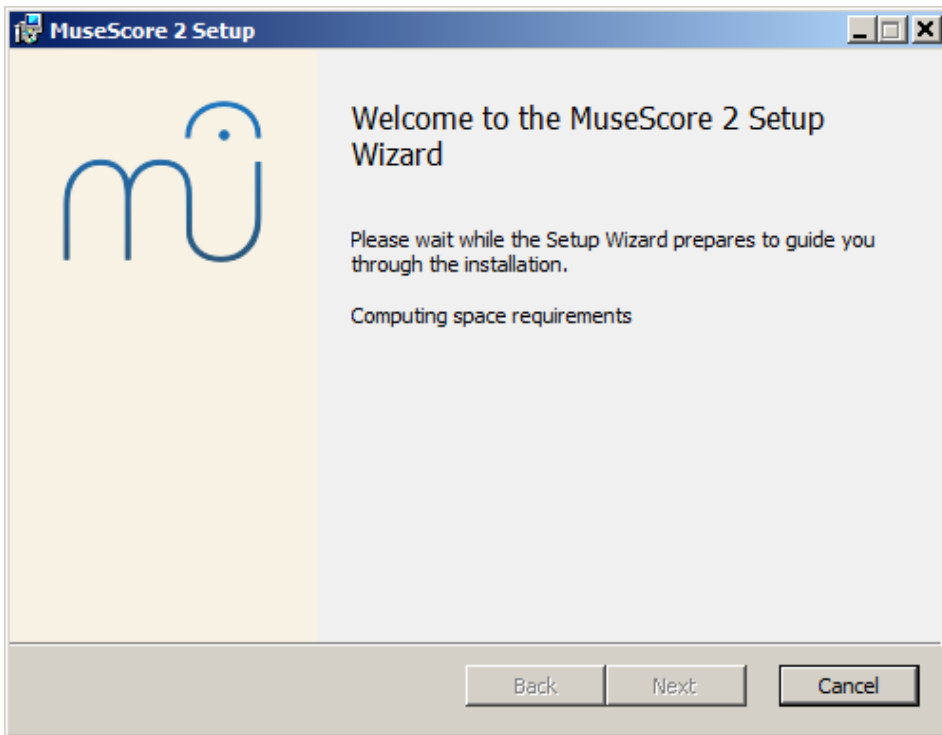 MuseScore 2 Setup
Welcome to the MuseScore 2 Setup
Wizard
Please wait while the Setup Wizard prepares to guide you
through the installation.
Computing space requirements
Back Next Cancel